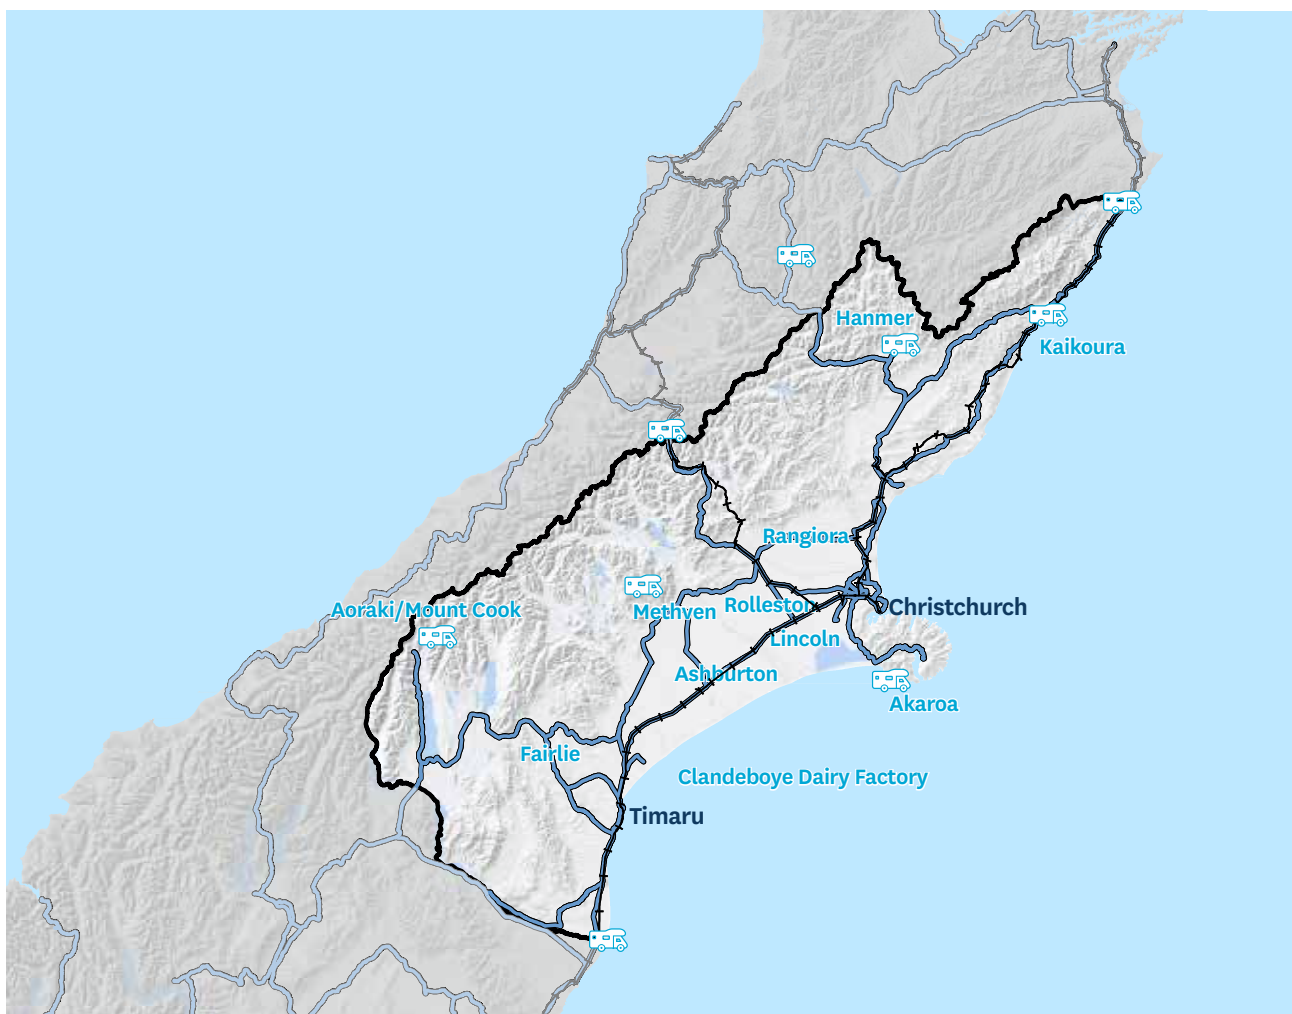 Hanmer
Kaikoura
Rangiora
Aoraki/Mount Cook
Methven
Rolleston
Christchurch
Lincoln
Ashburton
Akaroa
Fairlie
Clandeboye Dairy Factory
Timaru